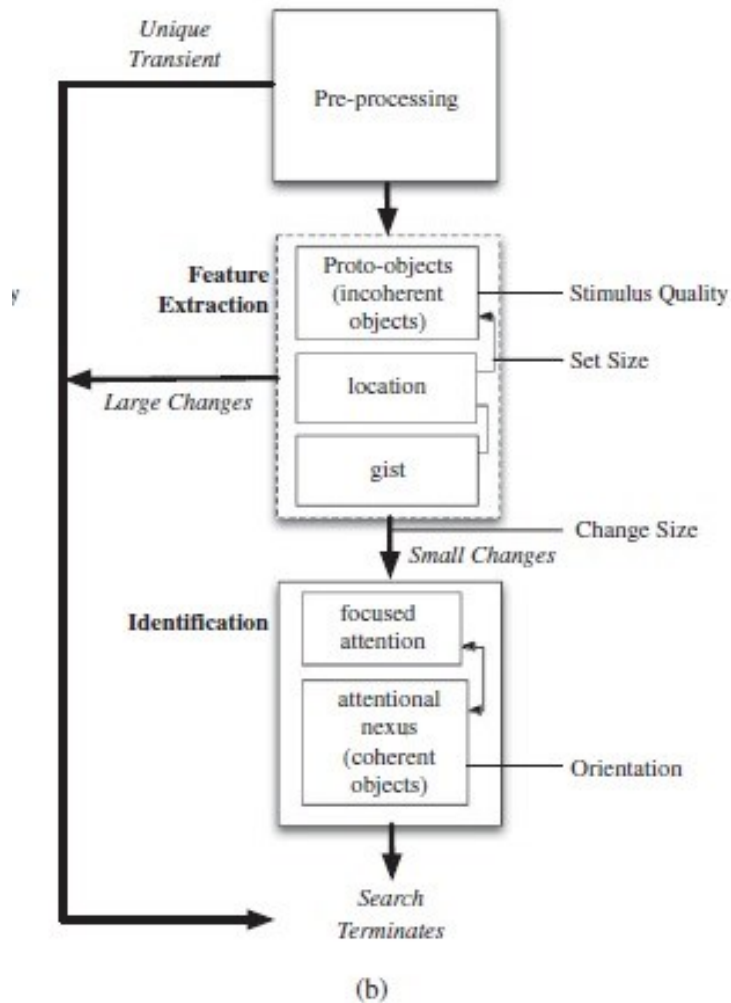 Unique
Transient
Pre-processing
Feature
Extraction
Proto-objects
(incoherent
objects)
Stimulus Quality
y
Set Size
location
Large Changes
gist
Change Size
Small Changes
Identification
focused
attention
attentional
nexus
(coherent
objects)
Orientation
Search
Terminates
(b)